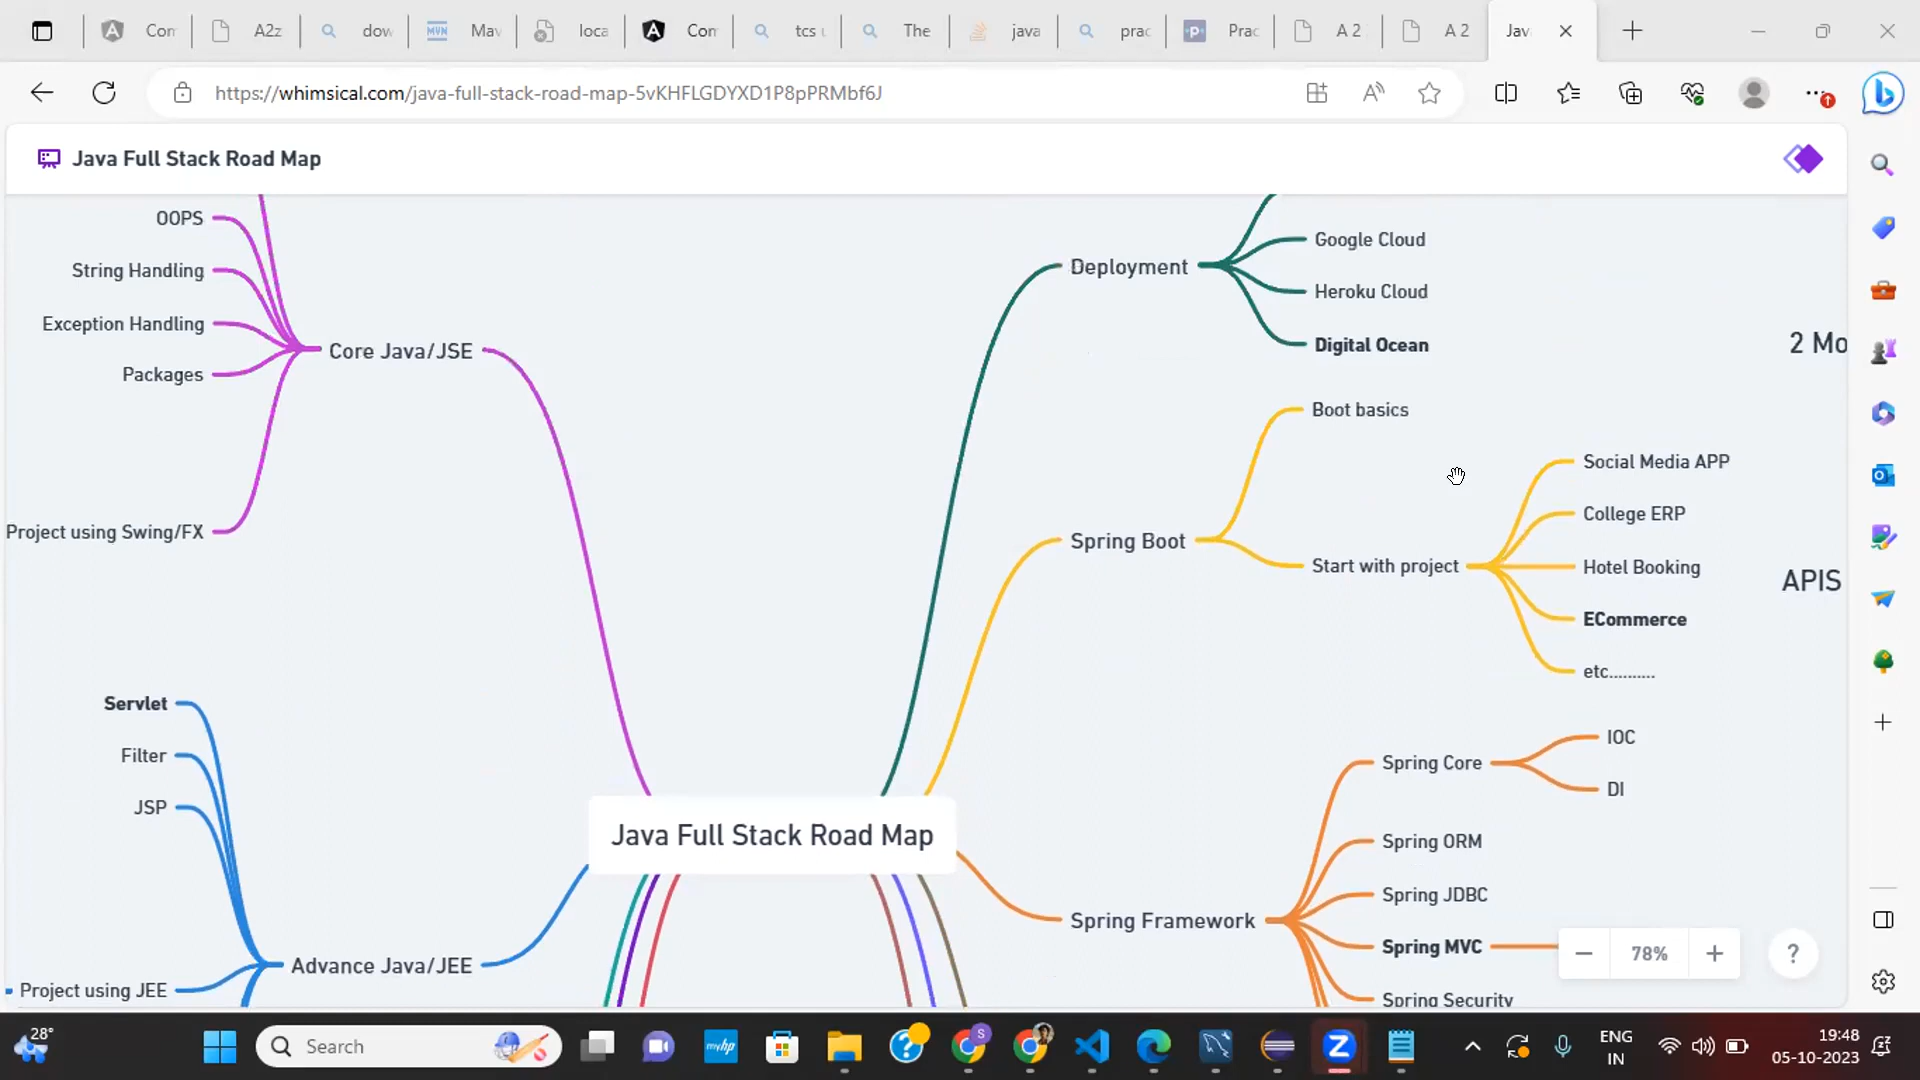 Con
A2z
dow
MVN
Mav
loca
Con
tcs u
The
java
prac
Prac
A 2
A 2
Jav
https://whimsical.com/java-full-stack-road-map-5vKHFLGDYXD1P8pPRMbf6J
Java Full Stack Road Map
OOPS
String Handling
Exception Handling
Packages
Core Java/JSE
Project using Swing/FX
Deployment
Google Cloud
Heroku Cloud
Digital Ocean
2 Mo
Boot basics
Spring Boot
Start with project
Social Media APP
College ERP
Hotel Booking
ECommerce
etc..........
APIS
Servlet
Filter
JSP
Advance Java/JEE
Project using JEE
Java Full Stack Road Map
Spring Framework
Spring Core
IOC
DI
Spring ORM
Spring JDBC
Spring MVC
Spring Security
78%
?
28°
Search
myhp
S
ENG
IN
19:48
05-10-2023